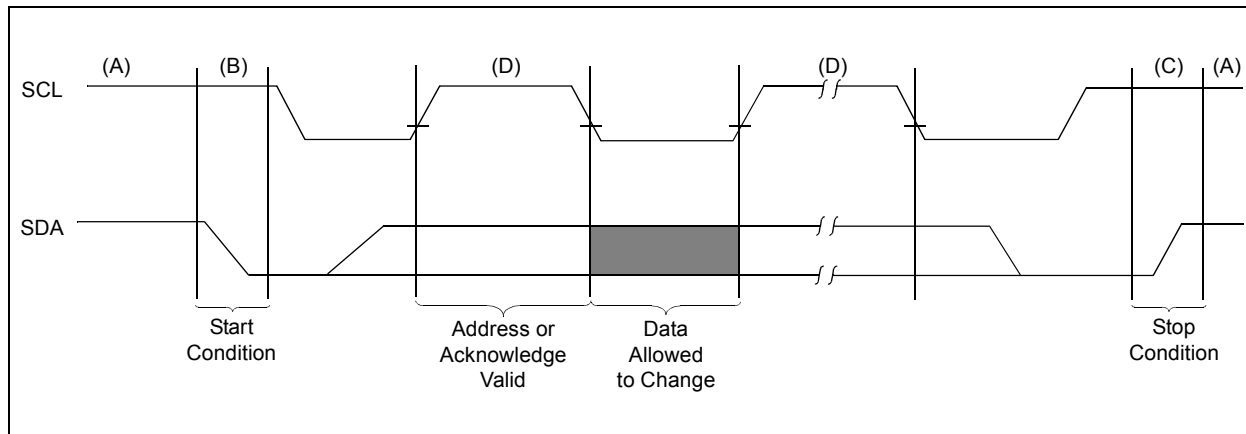 (A) (B) (D) (D) (C) (A)
SCL
SDA
Start
Condition
Address or
Acknowledge
Valid
Data
Allowed
to Change
Stop
Condition